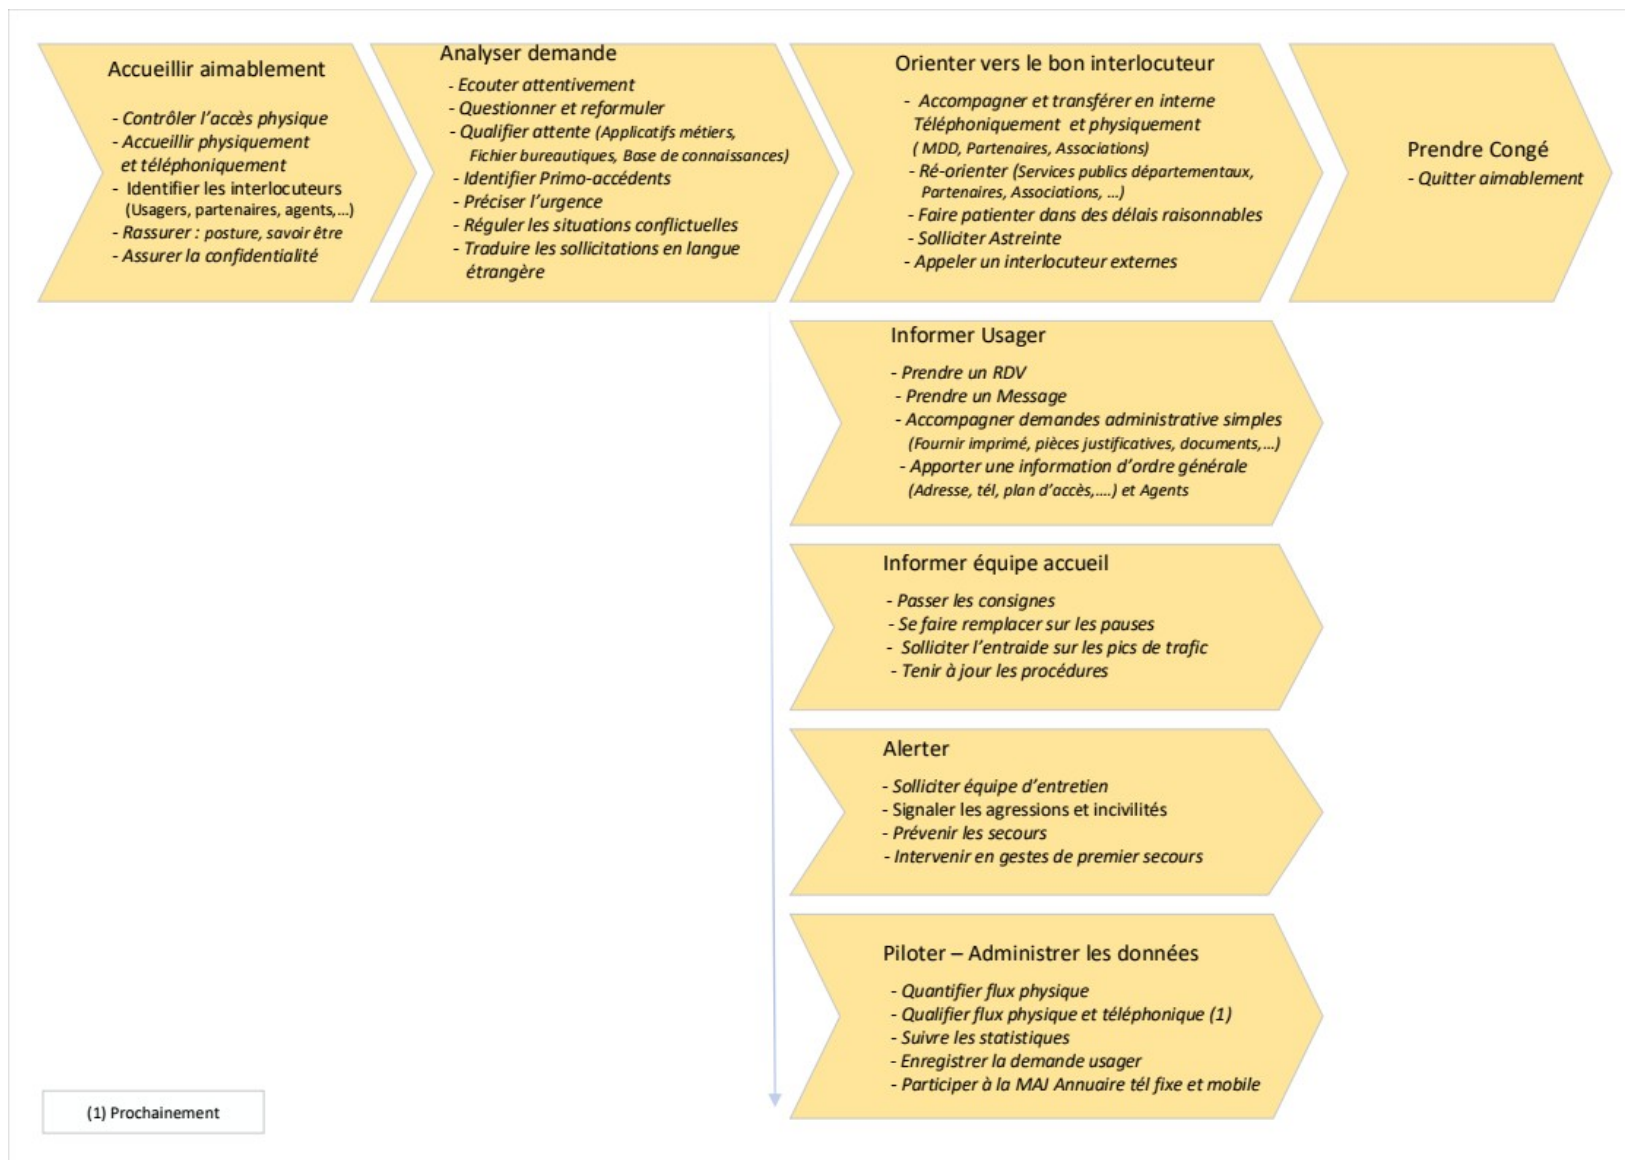 Accueillir aimablement
- Contrôler l'accès physique
- Accueillir physiquement
et téléphoniquement
- Identifier les interlocuteurs
(Usagers, partenaires, agents,...)
- Rassurer : posture, savoir être
- Assurer la confidentialité
Analyser demande
- Ecouter attentivement
- Questionner et reformuler
- Qualifier attente (Applicatifs métiers,
Fichier bureautiques, Base de connaissances)
- Identifier Primo-accédents
- Préciser l'urgence
- Réguler les situations conflictuelles
- Traduire les sollicitations en langue
étrangère
Orienter vers le bon interlocuteur
- Accompagner et transférer en interne
Téléphoniquement et physiquement
( MDD, Partenaires, Associations)
- Ré-orienter (Services publics départementaux,
Partenaires, Associations, ...)
- Faire patienter dans des délais raisonnables
- Solliciter Astreinte
- Appeler un interlocuteur externes
Prendre Congé
- Quitter aimablement
Informer Usager
- Prendre un RDV
- Prendre un Message
- Accompagner demandes administrative simples
(Fournir imprimé, pièces justificatives, documents,...)
- Apporter une information d'ordre générale
(Adresse, tél, plan d'accès,....) et Agents
Informer équipe accueil
- Passer les consignes
- Se faire remplacer sur les pauses
- Solliciter l'entraide sur les pics de trafic
- Tenir à jour les procédures
Alerter
- Solliciter équipe d'entretien
- Signaler les agressions et incivilités
- Prévenir les secours
- Intervenir en gestes de premier secours
Piloter – Administrer les données
- Quantifier flux physique
- Qualifier flux physique et téléphonique (1)
- Suivre les statistiques
- Enregistrer la demande usager
- Participer à la MAJ Annuaire tél fixe et mobile
(1) Prochainement